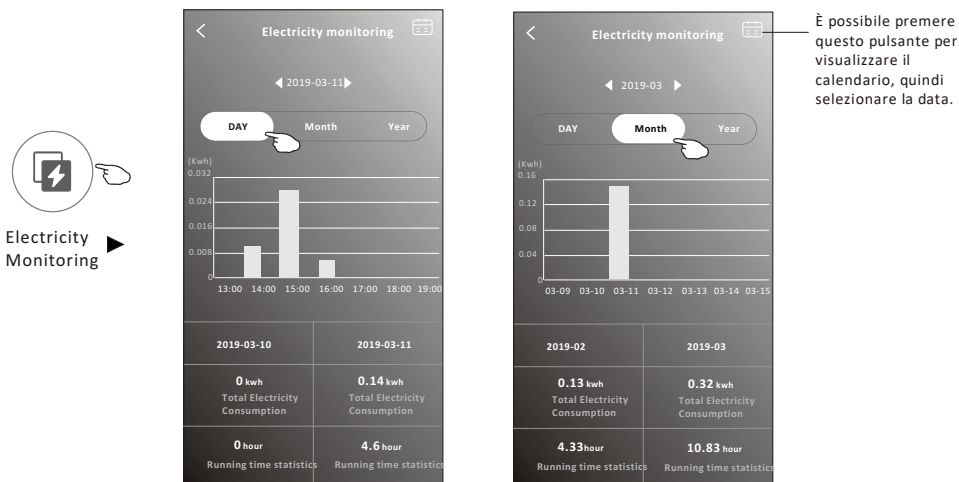 Electricity
Monitoring
Electricity monitoring
2019-03-11
DAY Month Year
(Kwh)
0.032
0.024
0.016
0.008
0
13:00 14:00 15:00 16:00 17:00 18:00 19:00
2019-03-10 2019-03-11
0 kwh 0.14 kwh
Total Electricity Total Electricity
Consumption Consumption
0 hour 4.6 hour
Running time statistics Running time statistics
Electricity monitoring
2019-03
DAY Month Year
(Kwh)
0.16
0.12
0.08
0.04
0
03-09 03-10 03-11 03-12 03-13 03-14 03-15
2019-02 2019-03
0.13 kwh 0.32 kwh
Total Electricity Total Electricity
Consumption Consumption
4.33hour 10.83 hour
Running time statistics Running time statistics
È possibile premere
questo pulsante per
visualizzare il
calendario, quindi
selezionare la data.